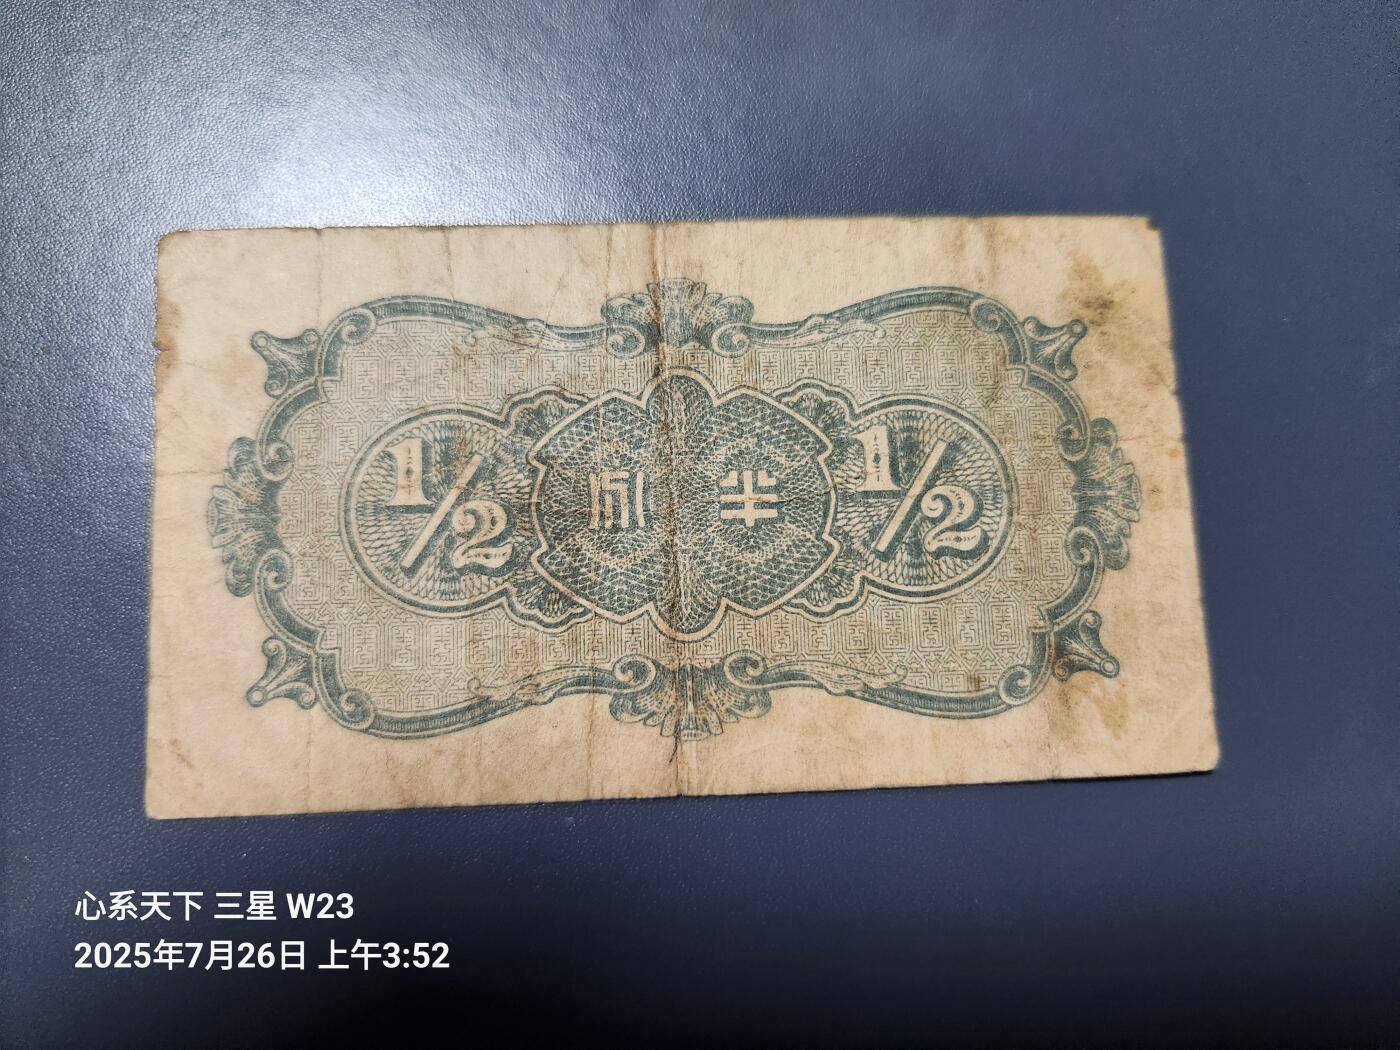 1/2 半分 1/2
心系天下 三星 W23
2025年7月26日 上午3:52